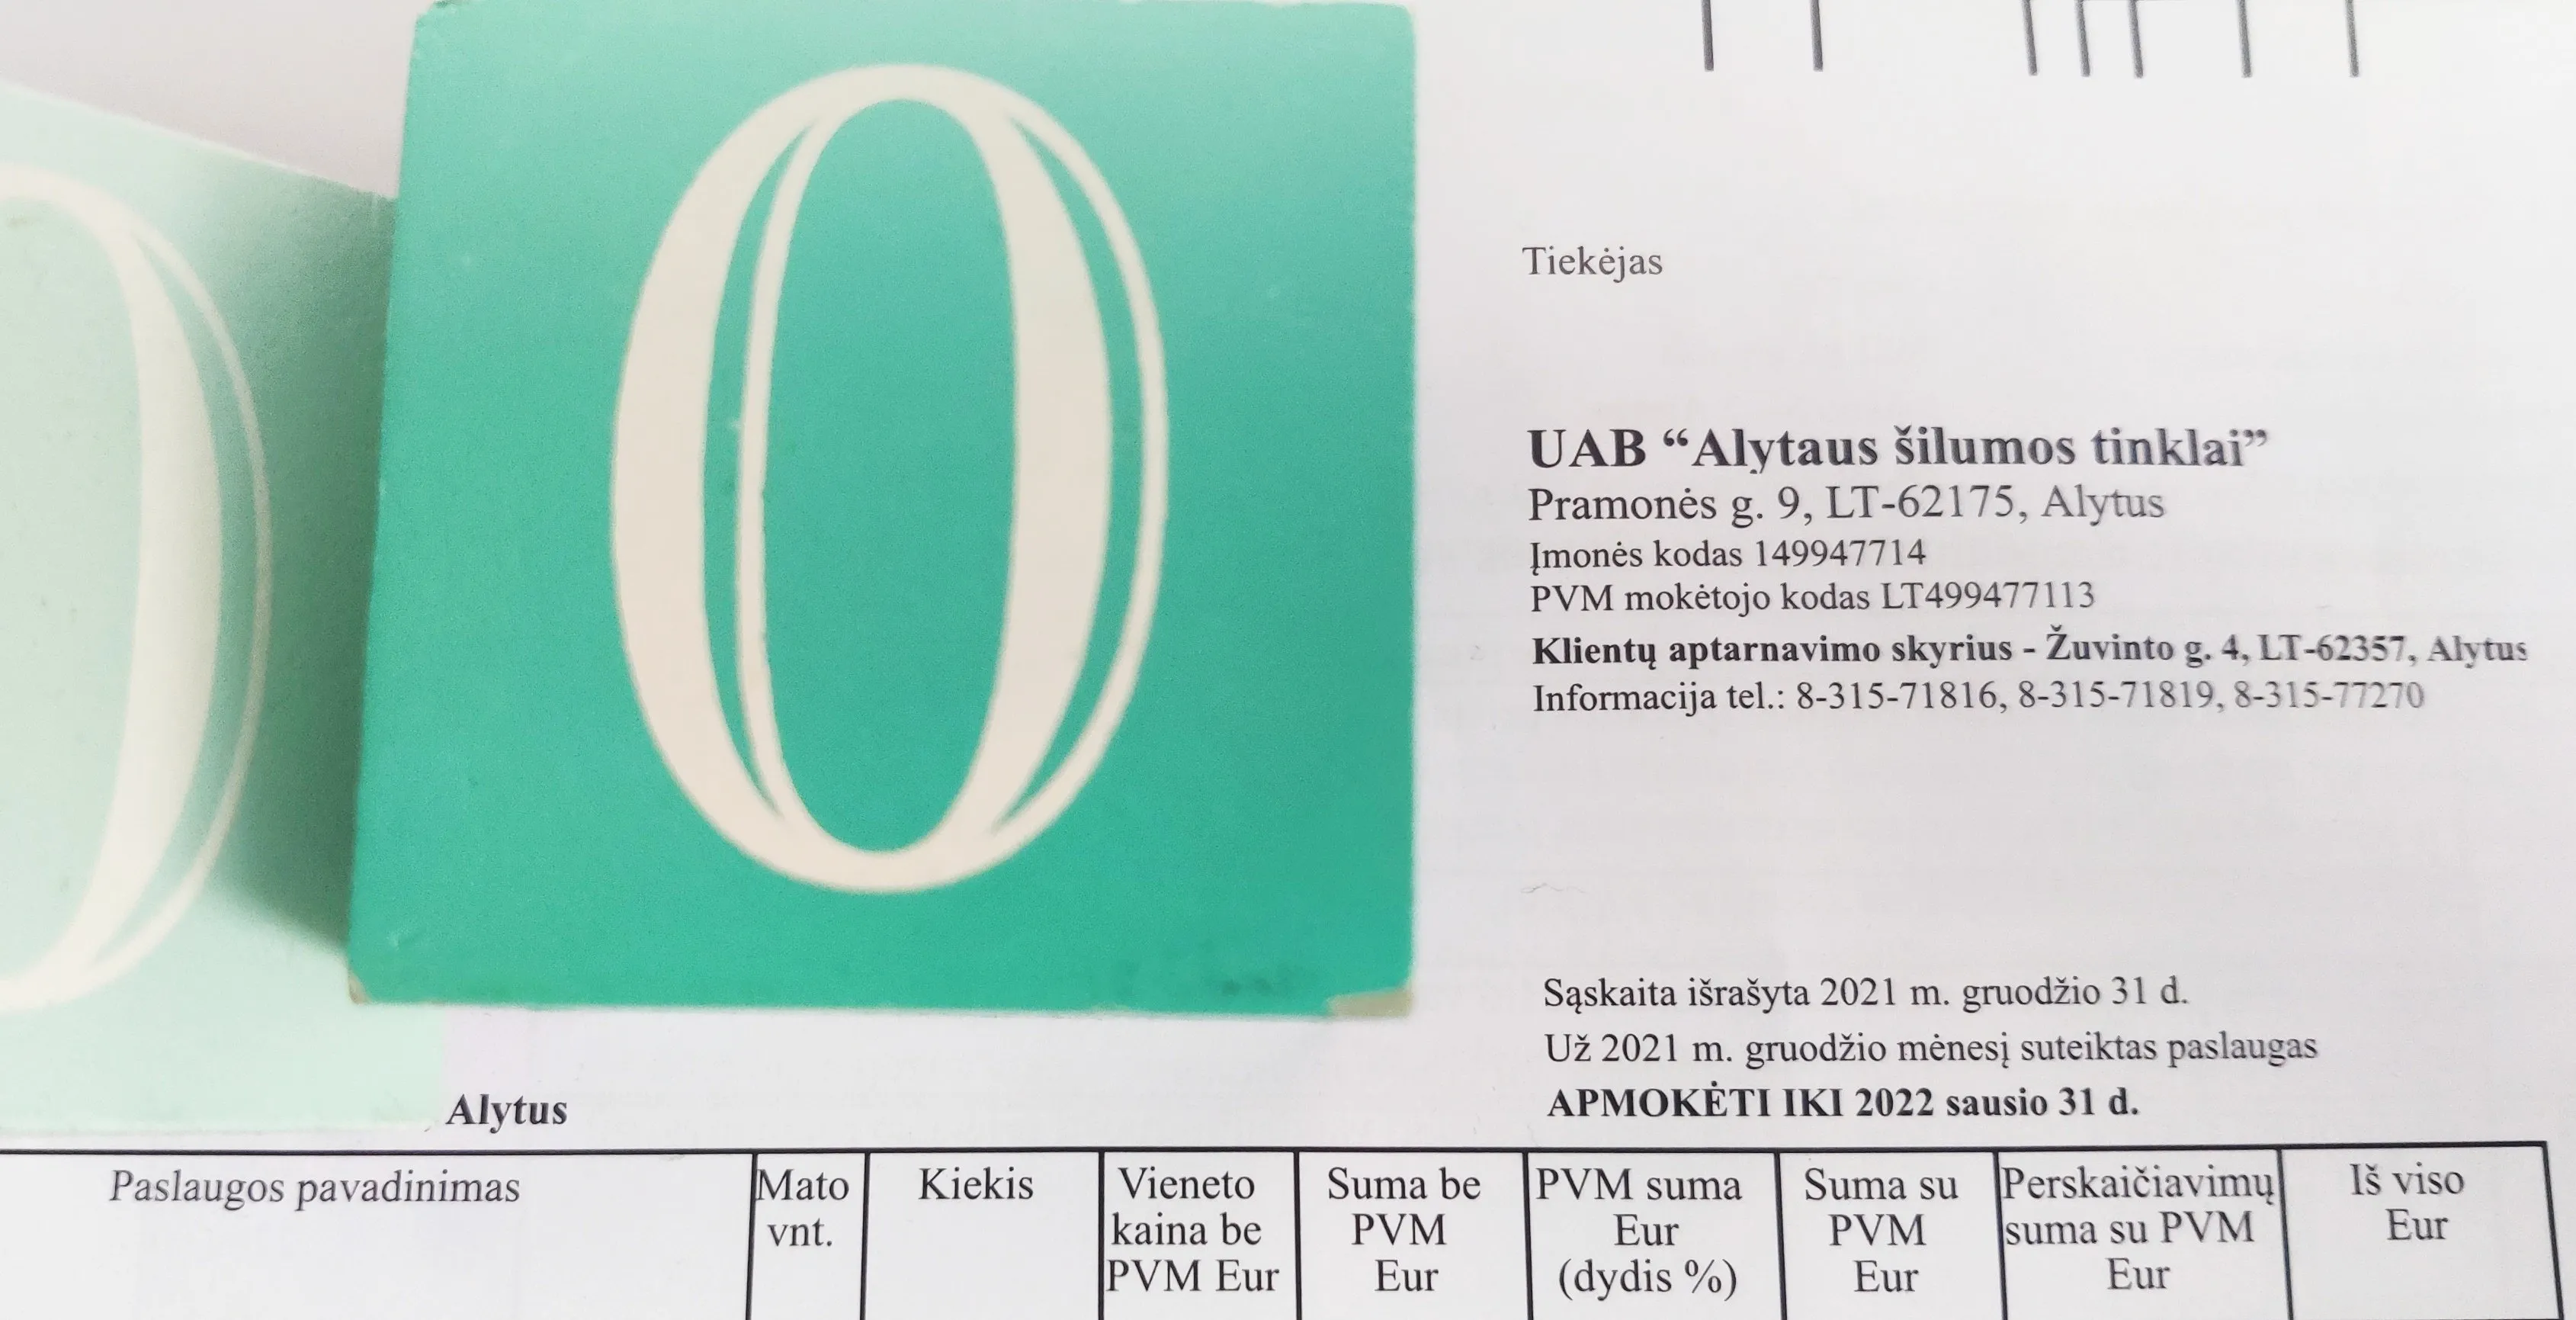 0
Tiekėjas
UAB “Alytaus šilumos tinklai”
Pramonės g. 9, LT-62175, Alytus
Įmonės kodas 149947714
PVM mokėtojo kodas LT499477113
Klientų aptarnavimo skyrius - Žuvinto g. 4, LT-62357, Alytus
Informacija tel.: 8-315-71816, 8-315-71819, 8-315-77270
Sąskaita išrašyta 2021 m. gruodžio 31 d.
Už 2021 m. gruodžio mėnesį suteiktas paslaugas
APMOKĖTI IKI 2022 sausio 31 d.
Alytus
Paslaugos pavadinimas
Mato
vnt.
Kiekis
Vieneto
kaina be
PVM Eur
Suma be
PVM
Eur
PVM suma
Eur
(dydis %)
Suma su
PVM
Eur
Perskaičiavimų
suma su PVM
Eur
Iš viso
Eur